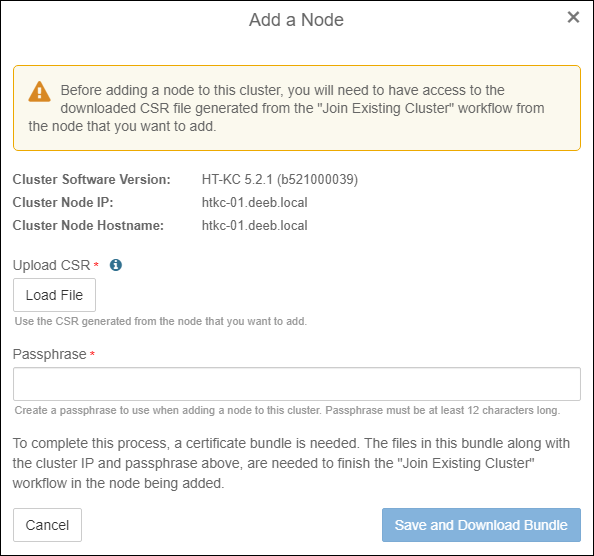 Add a Node ×
Before adding a node to this cluster, you will need to have access to the
downloaded CSR file generated from the "Join Existing Cluster" workflow from
the node that you want to add.
Cluster Software Version: HT-KC 5.2.1 (b521000039)
Cluster Node IP: htkc-01.deeb.local
Cluster Node Hostname: htkc-01.deeb.local
Upload CSR *
Load File
Use the CSR generated from the node that you want to add.
Passphrase *
Create a passphrase to use when adding a node to this cluster. Passphrase must be at least 12 characters long.
To complete this process, a certificate bundle is needed. The files in this bundle along with
the cluster IP and passphrase above, are needed to finish the "Join Existing Cluster"
workflow in the node being added.
Cancel Save and Download Bundle